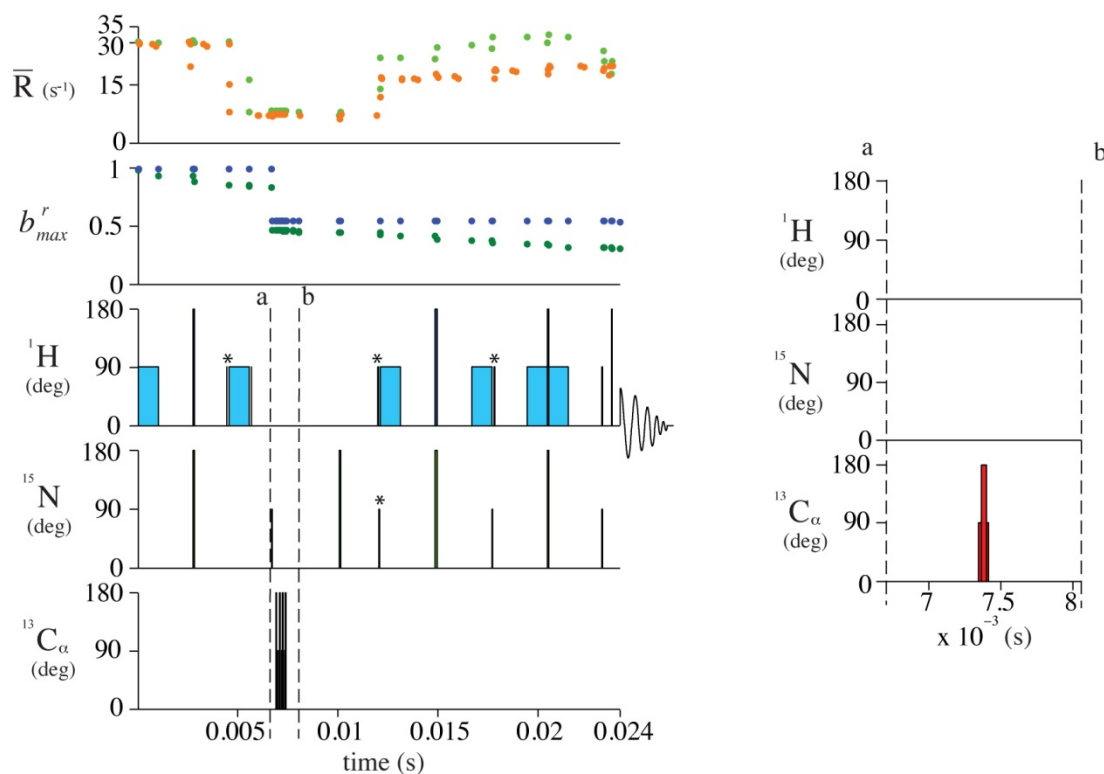 35
30
R̅ (s⁻¹)
15
0
1
b^r_max
0.5
0
a b
180
¹H
(deg)
90
0
*
*
*
180
¹⁵N
(deg)
90
0
*
180
¹³Cα
(deg)
90
0
0.005 0.01 0.015 0.02 0.024
time (s)
a b
180
¹H
(deg)
90
0
180
¹⁵N
(deg)
90
0
180
¹³Cα
(deg)
90
0
7 7.5 8
x 10⁻³ (s)